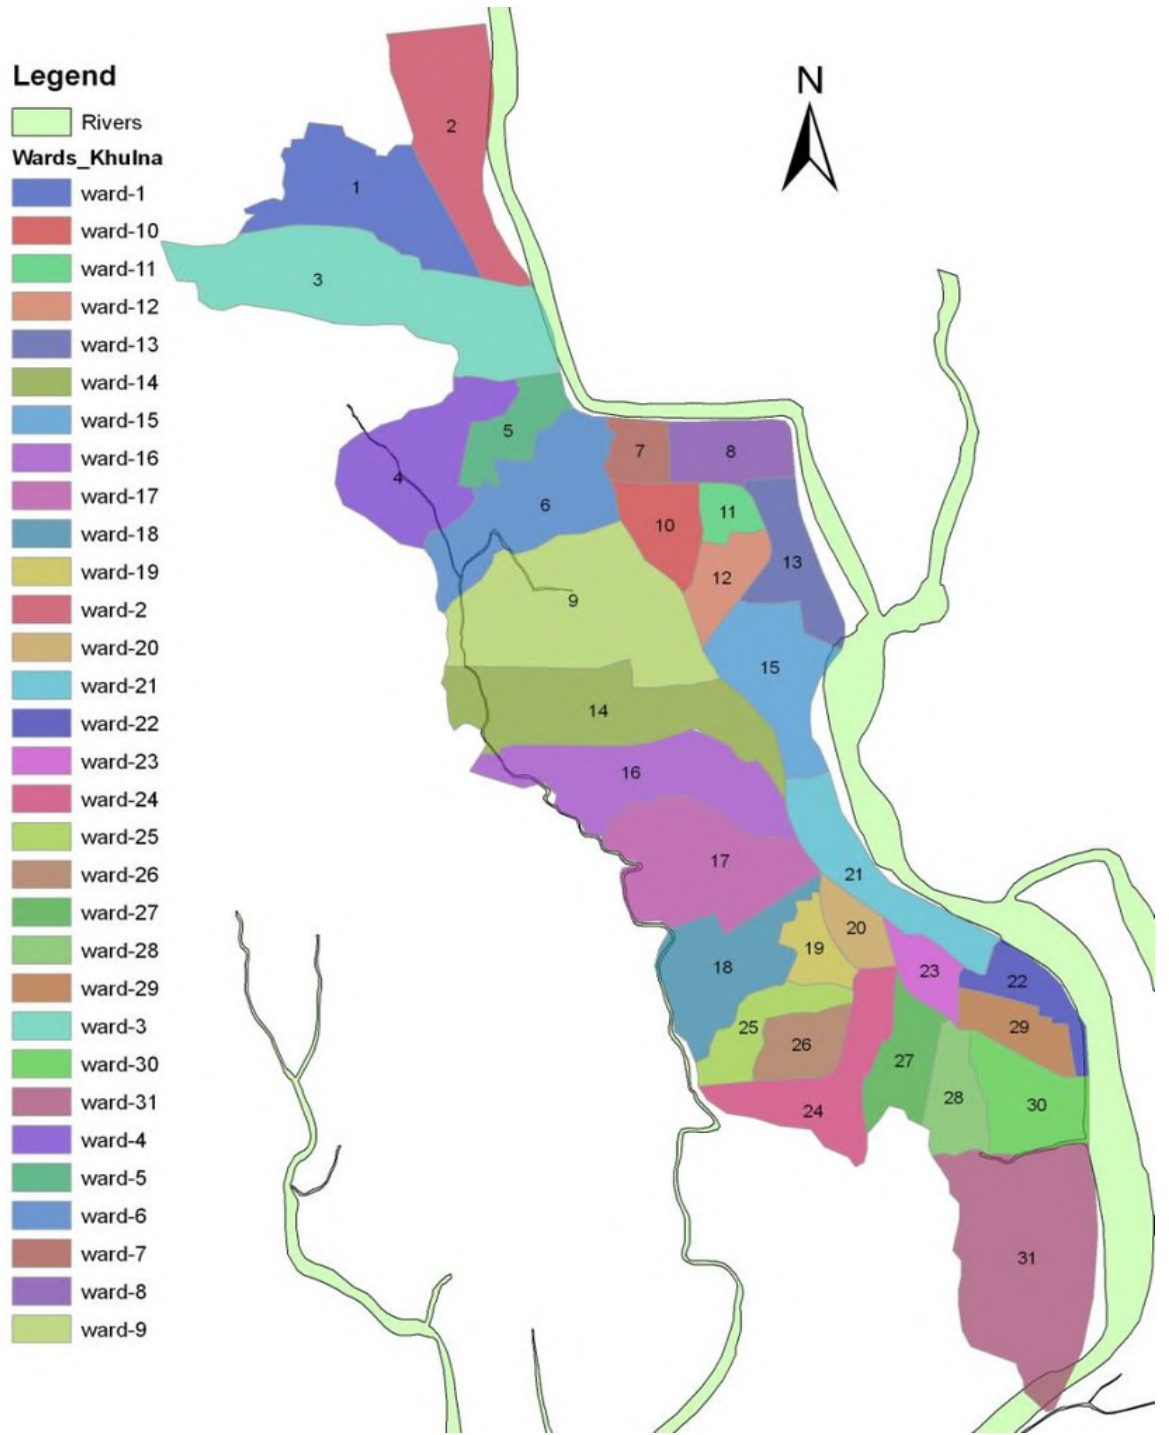 Legend
Rivers
Wards_Khulna
ward-1
ward-10
ward-11
ward-12
ward-13
ward-14
ward-15
ward-16
ward-17
ward-18
ward-19
ward-2
ward-20
ward-21
ward-22
ward-23
ward-24
ward-25
ward-26
ward-27
ward-28
ward-29
ward-3
ward-30
ward-31
ward-4
ward-5
ward-6
ward-7
ward-8
ward-9
N
2
1
3
5
7
8
4
6
10
11
13
12
9
15
14
16
17
21
20
19
18
23
22
25
29
26
27
28
30
24
31